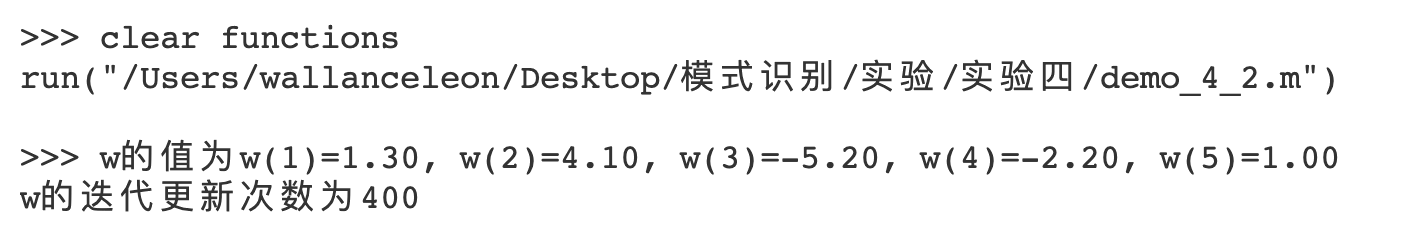 >>> clear functions
run("/Users/wallanceleon/Desktop/模式识别/实验/实验四/demo_4_2.m")
>>> w的值为w(1)=1.30, w(2)=4.10, w(3)=-5.20, w(4)=-2.20, w(5)=1.00
w的迭代更新次数为400